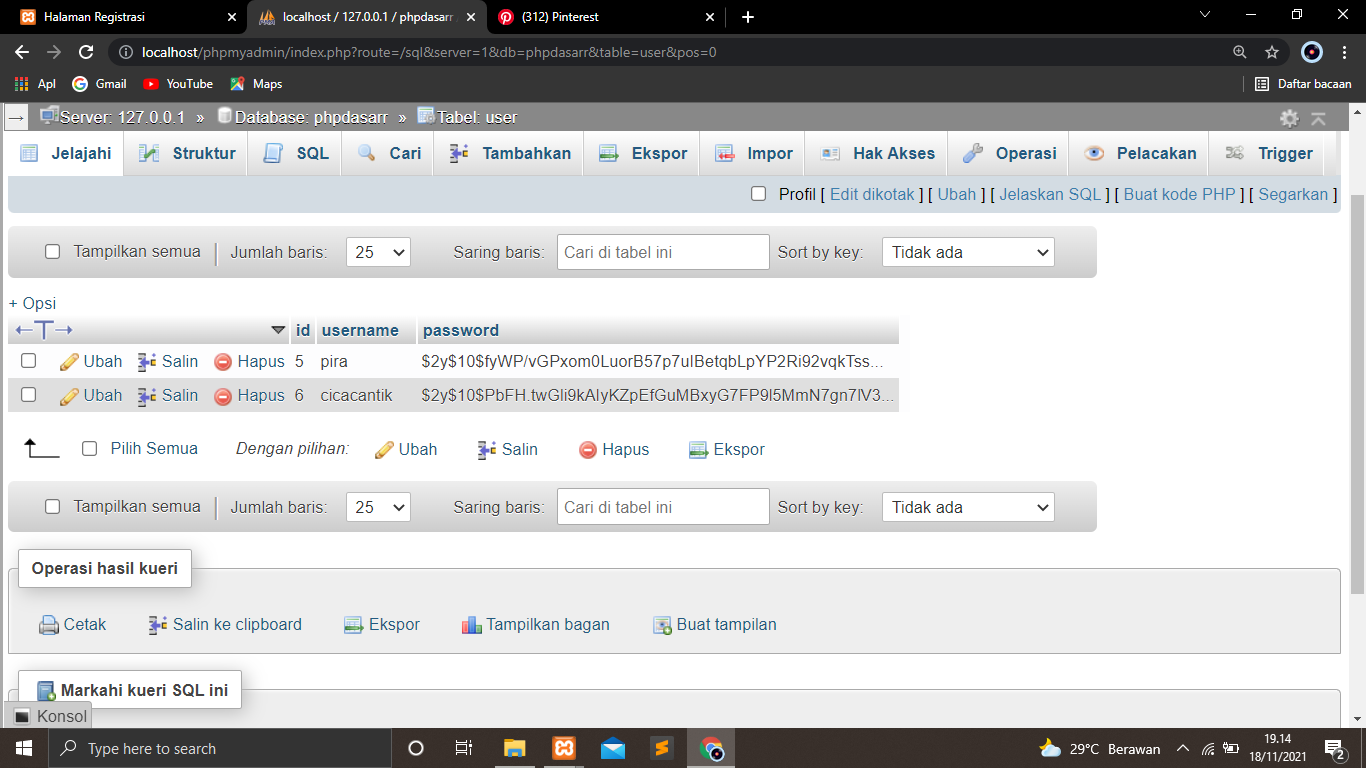 Halaman Registrasi
localhost / 127.0.0.1 / phpdasarr
(312) Pinterest
localhost/phpmyadmin/index.php?route=/sql&server=1&db=phpdasarr&table=user&pos=0
Apl Gmail YouTube Maps Daftar bacaan
Server: 127.0.0.1 » Database: phpdasarr » Tabel: user
Jelajahi Struktur SQL Cari Tambahkan Ekspor Impor Hak Akses Operasi Pelacakan Trigger
Profil [ Edit dikotak ] [ Ubah ] [ Jelaskan SQL ] [ Buat kode PHP ] [ Segarkan ]
Tampilkan semua Jumlah baris: 25 Saring baris: Cari di tabel ini Sort by key: Tidak ada
+ Opsi
id username password
Ubah Salin Hapus 5 pira $2y$10$fyWP/vGPxom0LuorB57p7uIBetqbLpYP2Ri92vqkTss...
Ubah Salin Hapus 6 cicacantik $2y$10$PbFH.twGli9kAIyKZpEfGuMBxyG7FP9l5MmN7gn7lV3...
Pilih Semua Dengan pilihan: Ubah Salin Hapus Ekspor
Tampilkan semua Jumlah baris: 25 Saring baris: Cari di tabel ini Sort by key: Tidak ada
Operasi hasil kueri
Cetak Salin ke clipboard Ekspor Tampilkan bagan Buat tampilan
Markahi kueri SQL ini
Konsol
Type here to search
29°C Berawan
19.14
18/11/2021
2